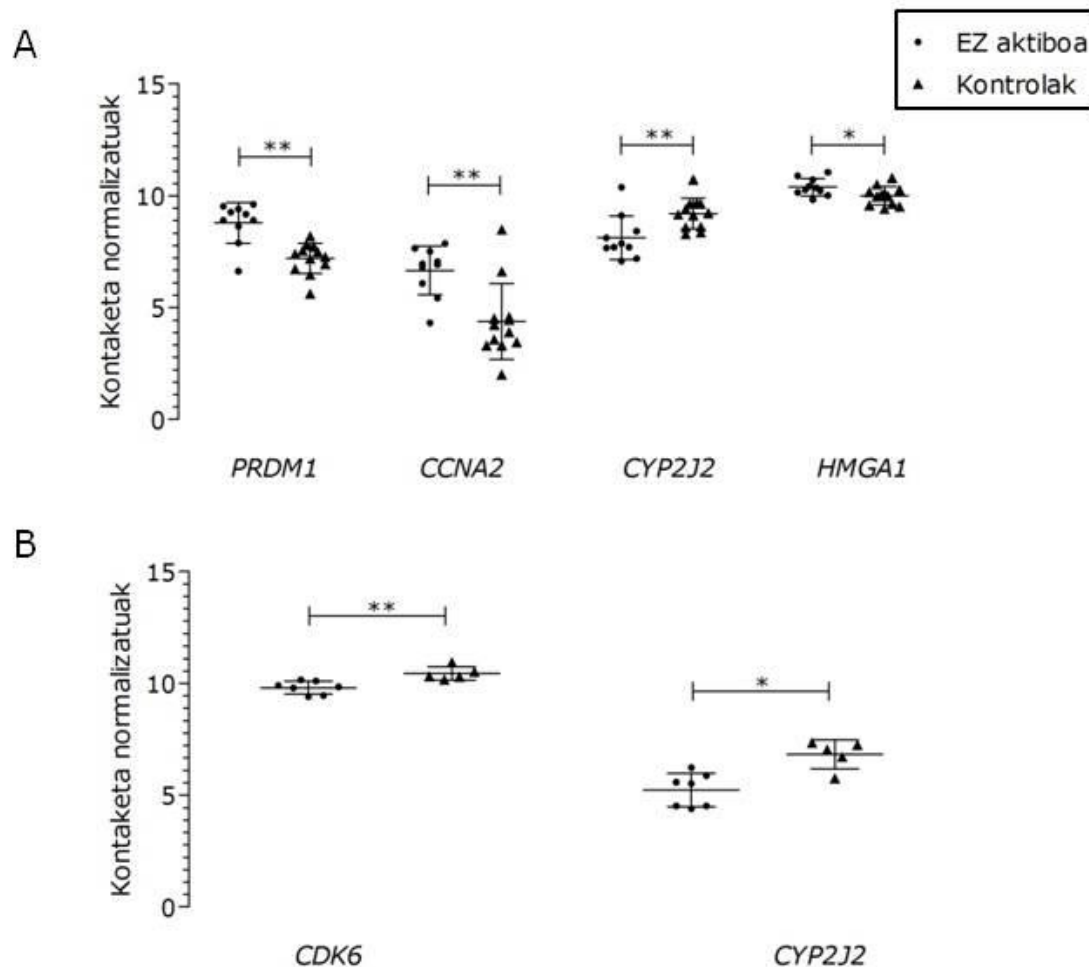 A
EZ aktiboa
Kontrolak
Kontaketa normalizatuak
15
10
5
0
** ** ** *
PRDM1 CCNA2 CYP2J2 HMGA1
B
Kontaketa normalizatuak
15
10
5
0
** *
CDK6 CYP2J2